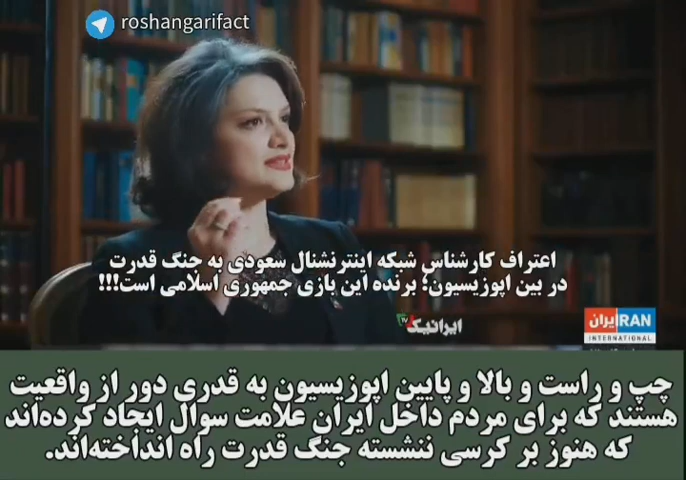 roshangarifact
اعتراف کارشناس شبکه اینترنشنال سعودی به جنگ قدرت
در بین اپوزیسیون؛ برنده این بازی جمهوری اسلامی است!!!
ایرانیک TV
ایران IRAN
INTERNATIONAL
چپ و راست و بالا و پایین اپوزیسیون به قدری دور از واقعیت
هستند که برای مردم داخل ایران علامت سوال ایجاد کرده‌اند
که هنوز بر کرسی ننشسته جنگ قدرت راه انداخته‌اند.